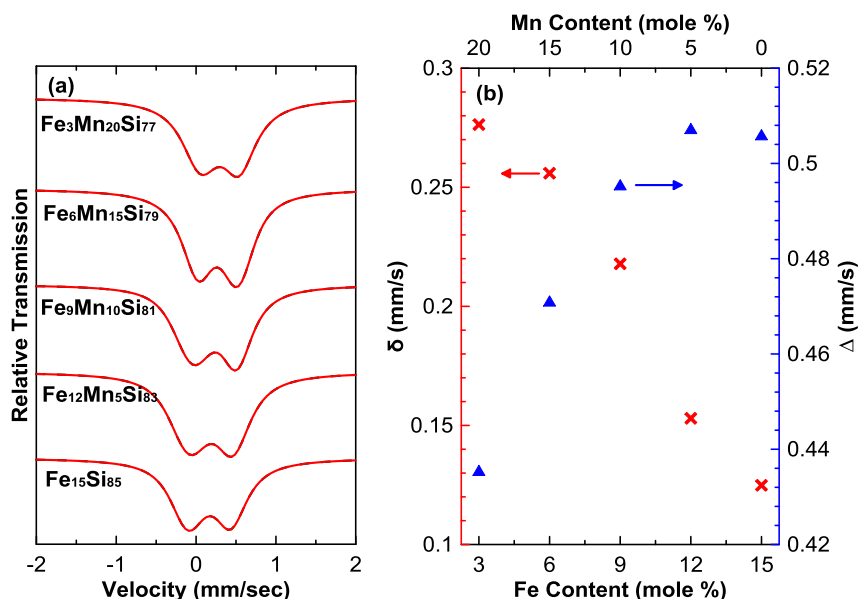 (a)
Fe₃Mn₂₀Si₇₇
Fe₆Mn₁₅Si₇₉
Fe₉Mn₁₀Si₈₁
Fe₁₂Mn₅Si₈₃
Fe₁₅Si₈₅
Relative Transmission
-2 -1 0 1 2
Velocity (mm/sec)
Mn Content (mole %)
20 15 10 5 0
(b)
0.3
0.25
0.2
0.15
0.1
δ (mm/s)
0.52
0.5
0.48
0.46
0.44
0.42
Δ (mm/s)
3 6 9 12 15
Fe Content (mole %)